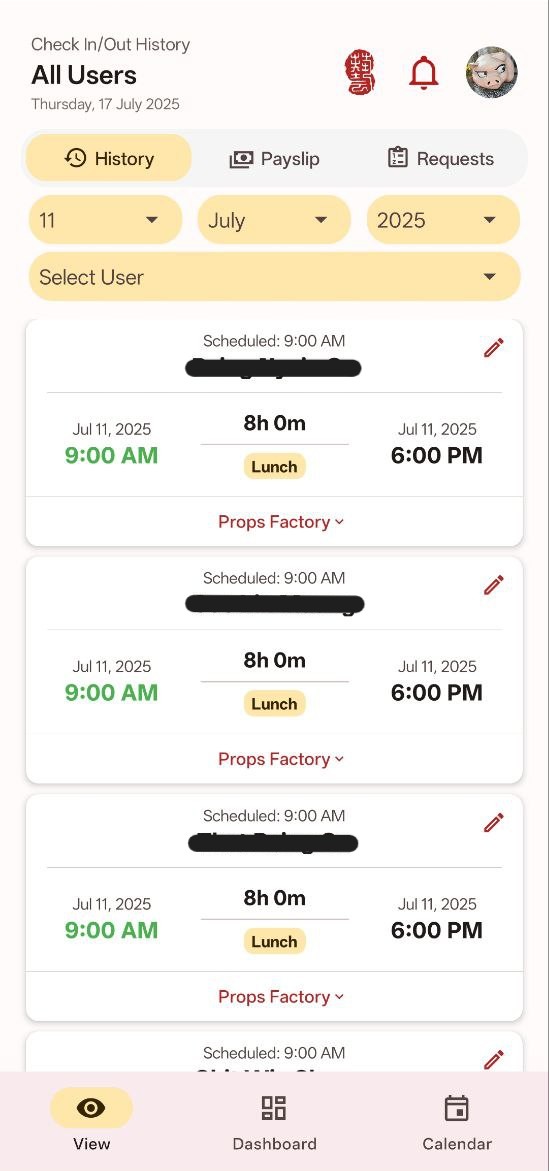 Check In/Out History
All Users
Thursday, 17 July 2025
History Payslip Requests
11 July 2025
Select User
Scheduled: 9:00 AM
Jul 11, 2025 8h 0m Jul 11, 2025
9:00 AM Lunch 6:00 PM
Props Factory
Scheduled: 9:00 AM
Jul 11, 2025 8h 0m Jul 11, 2025
9:00 AM Lunch 6:00 PM
Props Factory
Scheduled: 9:00 AM
Jul 11, 2025 8h 0m Jul 11, 2025
9:00 AM Lunch 6:00 PM
Props Factory
Scheduled: 9:00 AM
View Dashboard Calendar